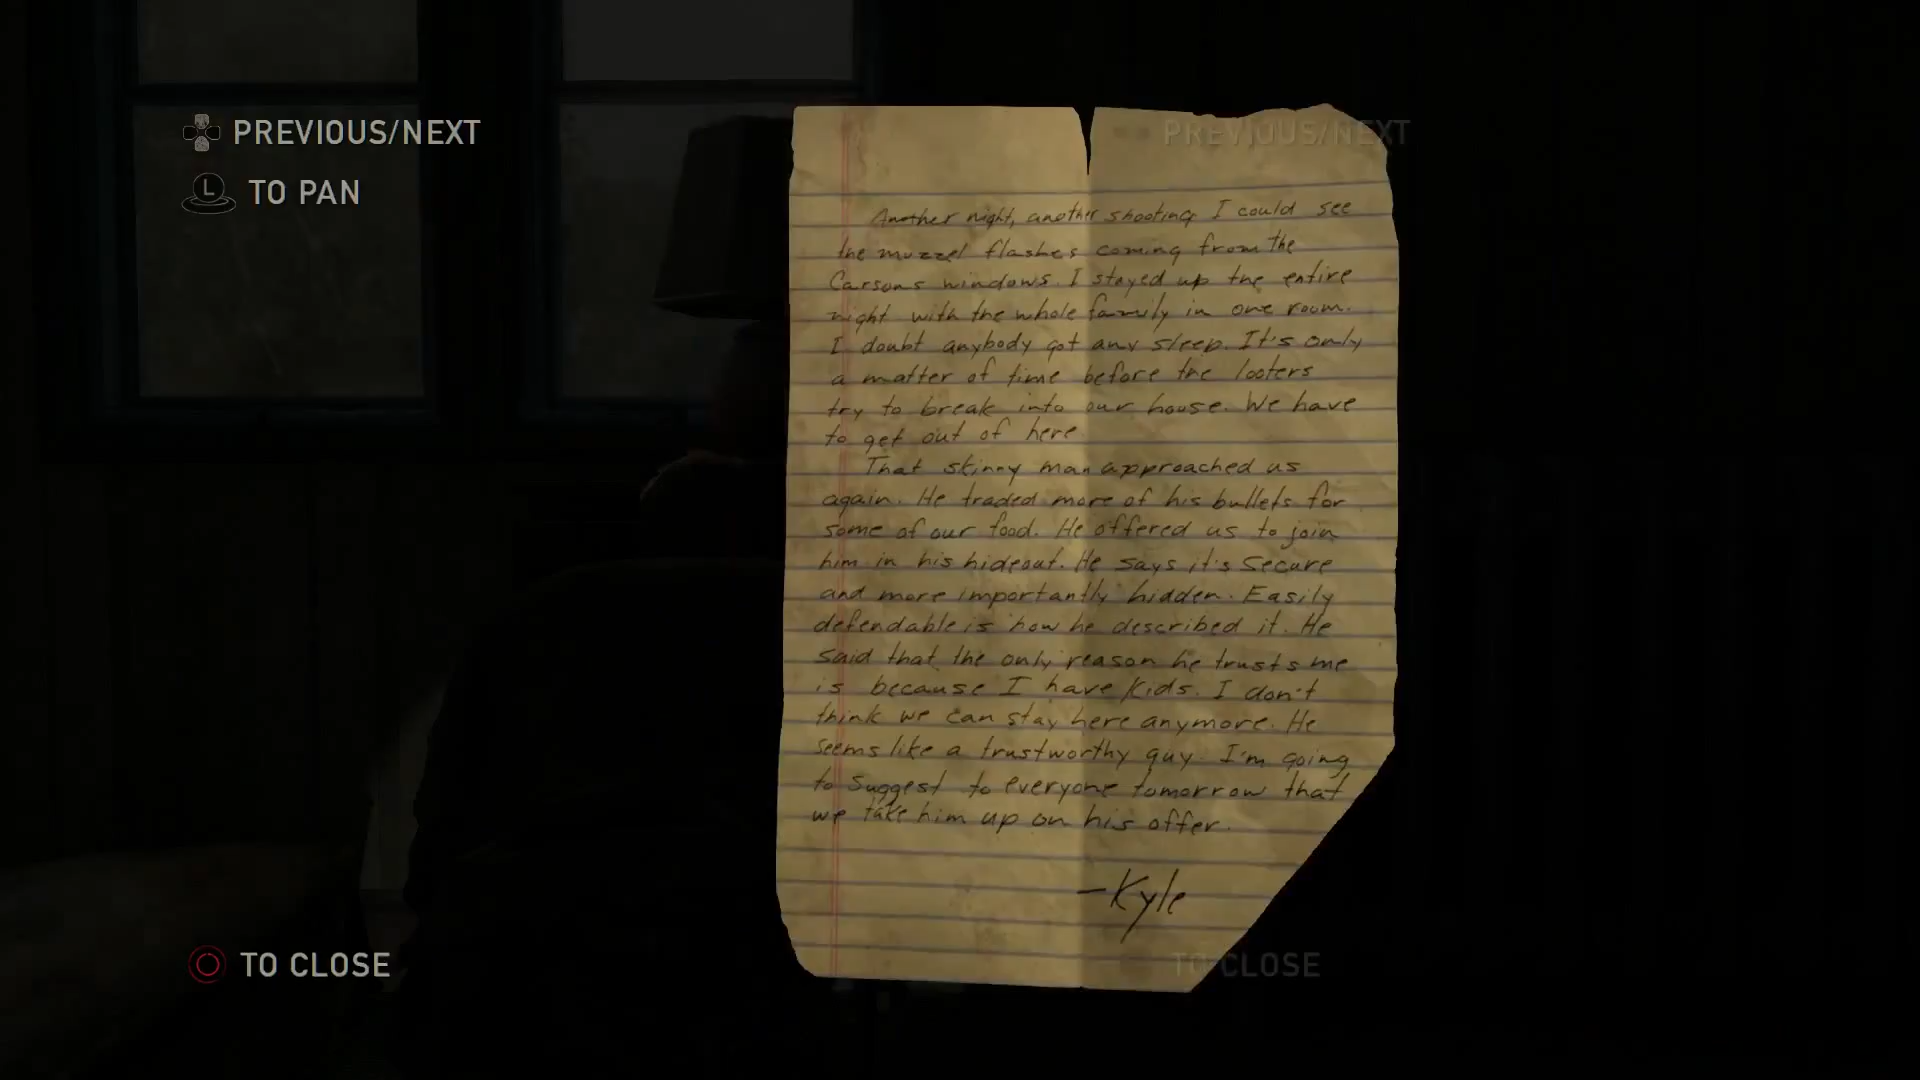 PREVIOUS/NEXT
L TO PAN
PREVIOUS/NEXT
Another night, another shooting. I could see
the muzzel flashes coming from the
Carsons windows. I stayed up the entire
night with the whole family in one room.
I doubt anybody got any sleep. It's only
a matter of time before the looters
try to break into our house. We have
to get out of here.
That skinny man approached us
again. He traded more of his bullets for
some of our food. He offered us to join
him in his hideout. He says it's secure
and more importantly hidden. Easily
defendable is how he described it. He
said that the only reason he trusts me
is because I have kids. I don't
think we can stay here anymore. He
seems like a trustworthy guy. I'm going
to suggest to everyone tomorrow that
we take him up on his offer.
-Kyle
TO CLOSE
TO CLOSE